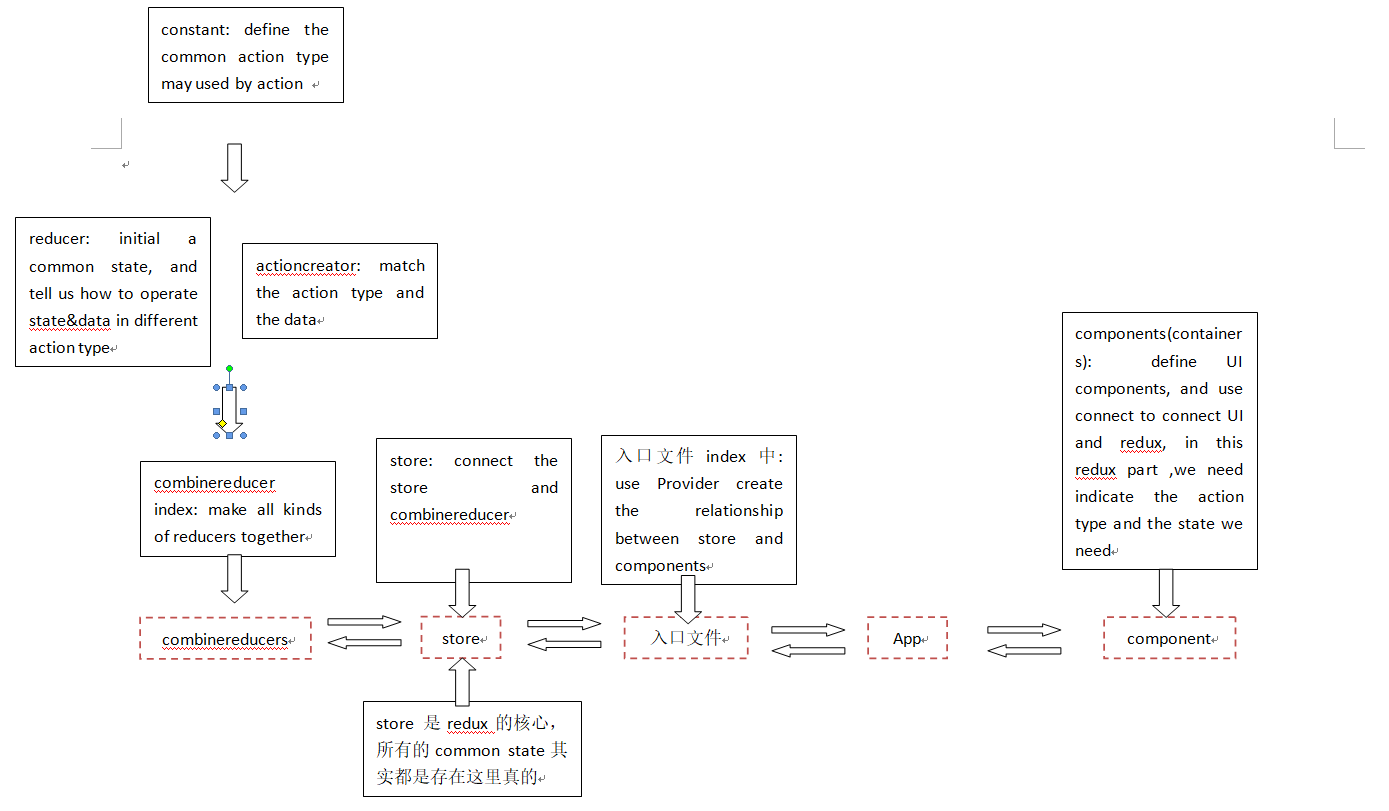 constant: define the
common action type
may used by action
reducer: initial a
common state, and
tell us how to operate
state&data in different
action type
actioncreator: match
the action type and
the data
combinereducer
index: make all kinds
of reducers together
store: connect the
store and
combinereducer
入口文件 index 中:
use Provider create
the relationship
between store and
components
components(container
s): define UI
components, and use
connect to connect UI
and redux, in this
redux part ,we need
indicate the action
type and the state we
need
combinereducers
store
入口文件
App
component
store 是 redux 的核心，
所有的 common state 其
实都是存在这里真的